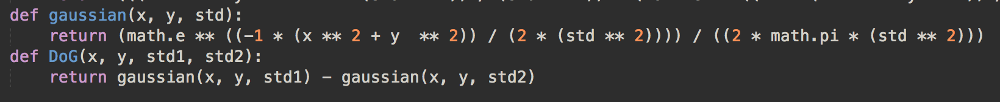 def gaussian(x, y, std):
    return (math.e ** ((-1 * (x ** 2 + y  ** 2)) / (2 * (std ** 2)))) / ((2 * math.pi * (std ** 2)))
def DoG(x, y, std1, std2):
    return gaussian(x, y, std1) - gaussian(x, y, std2)